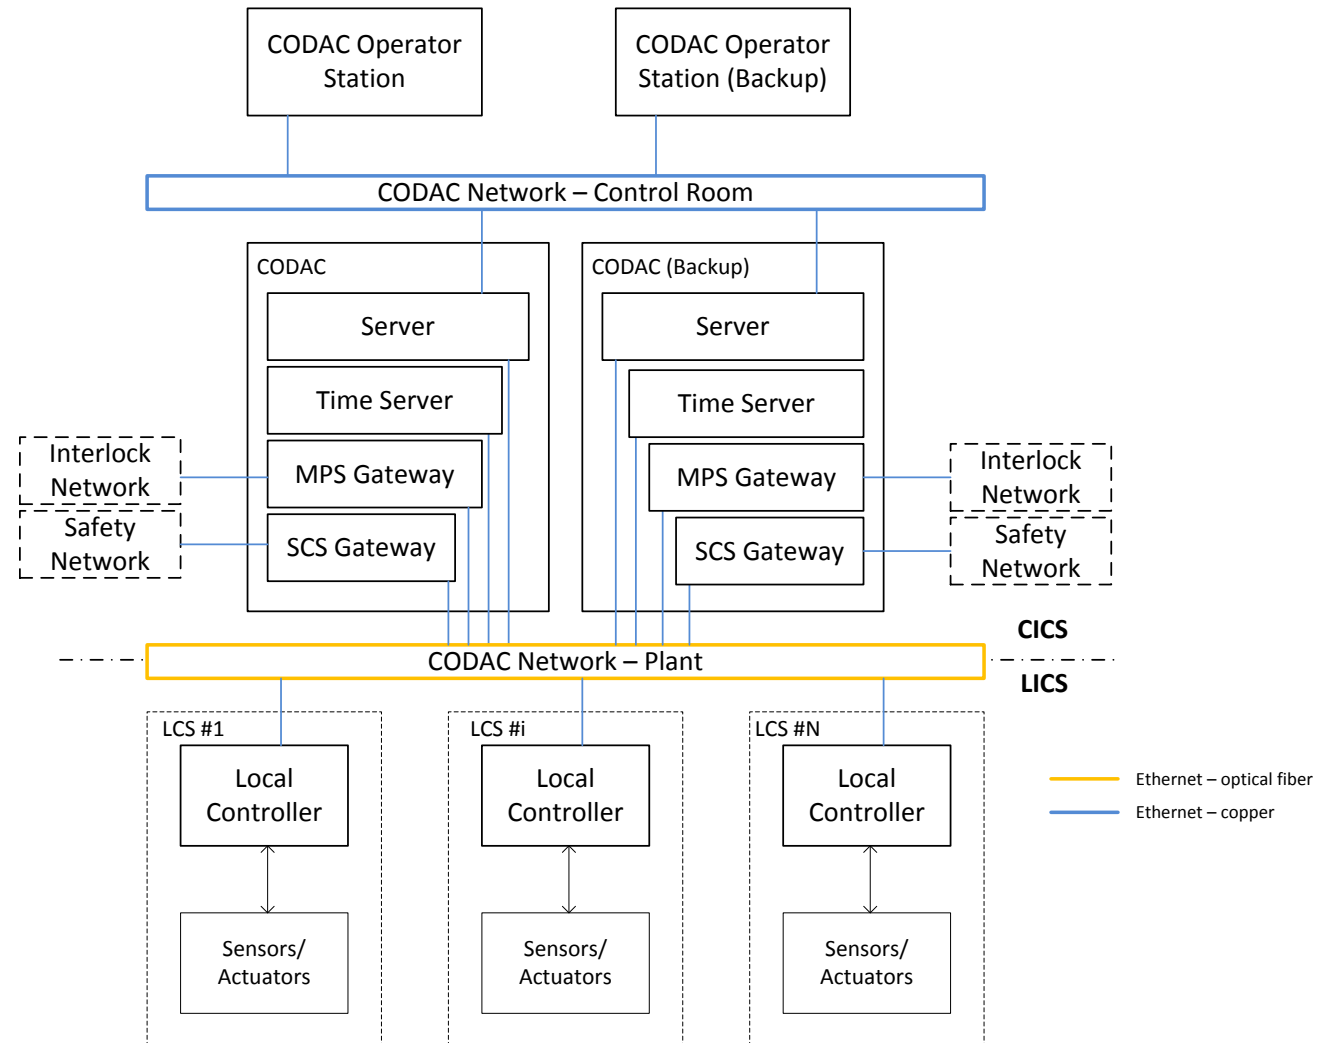 CODAC Operator
Station
CODAC Operator
Station (Backup)
CODAC Network – Control Room
CODAC
Server
Time Server
MPS Gateway
SCS Gateway
CODAC (Backup)
Server
Time Server
MPS Gateway
SCS Gateway
Interlock
Network
Safety
Network
Interlock
Network
Safety
Network
CICS
CODAC Network – Plant
LICS
LCS #1
Local
Controller
Sensors/
Actuators
LCS #i
Local
Controller
Sensors/
Actuators
LCS #N
Local
Controller
Sensors/
Actuators
Ethernet – optical fiber
Ethernet – copper